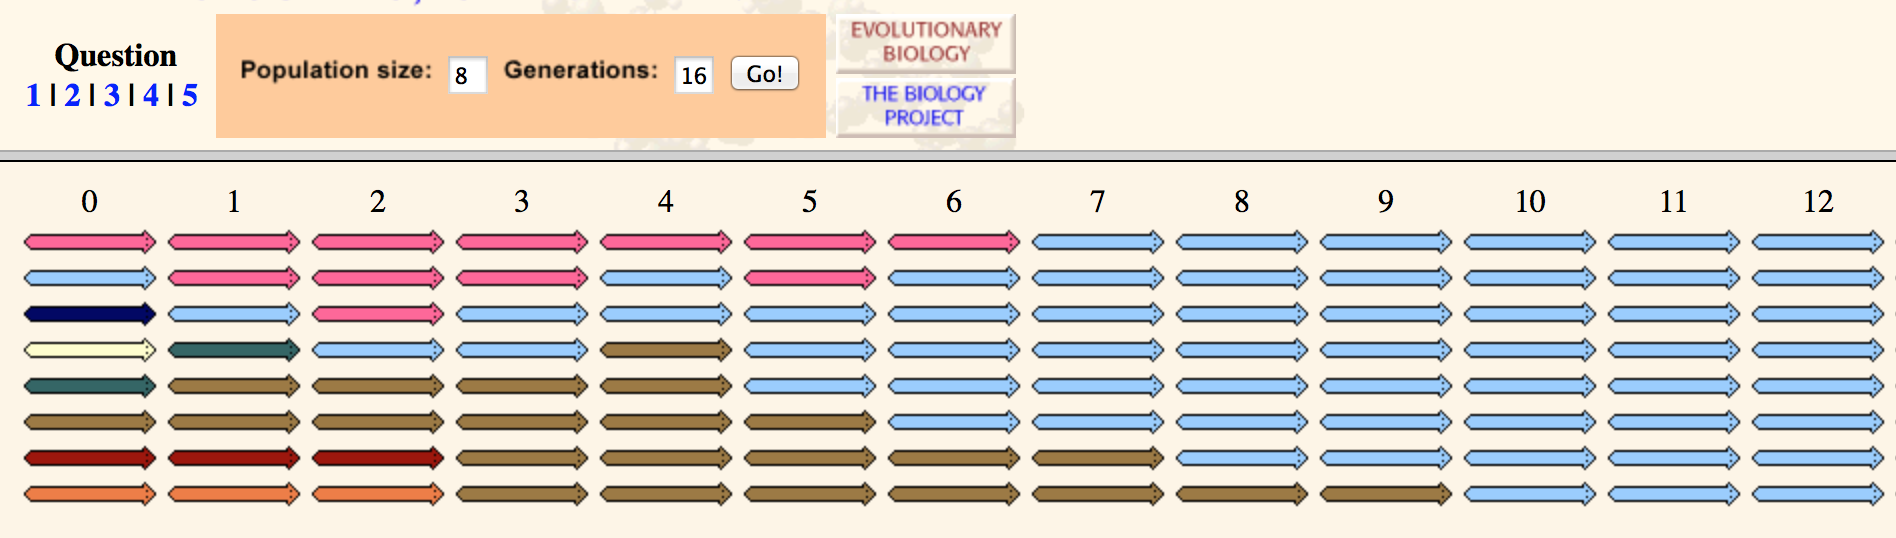 Question
1 | 2 | 3 | 4 | 5
Population size: 8 Generations: 16 Go!
EVOLUTIONARY
BIOLOGY
THE BIOLOGY
PROJECT
0 1 2 3 4 5 6 7 8 9 10 11 12